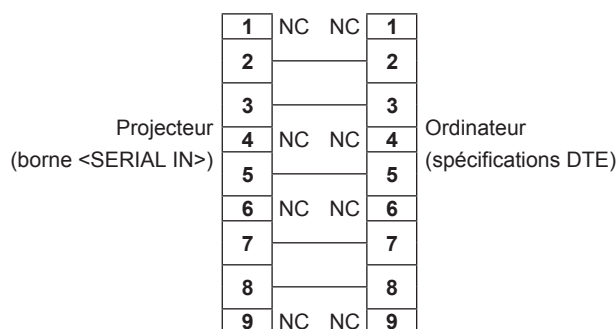 1 NC NC 1
2 2
3 3
Projecteur
(borne <SERIAL IN>)
4 NC NC 4
Ordinateur
(spécifications DTE)
5 5
6 NC NC 6
7 7
8 8
9 NC NC 9